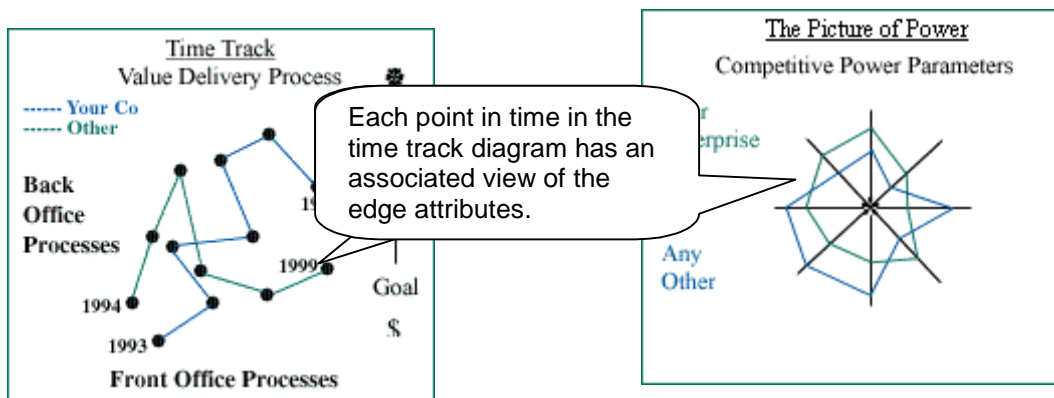 Time Track
Value Delivery Process
------ Your Co
------ Other
Back
Office
Processes
1999
1994
1993
Goal
$
Front Office Processes
Each point in time in the
time track diagram has an
associated view of the
edge attributes.
The Picture of Power
Competitive Power Parameters
Any
Other